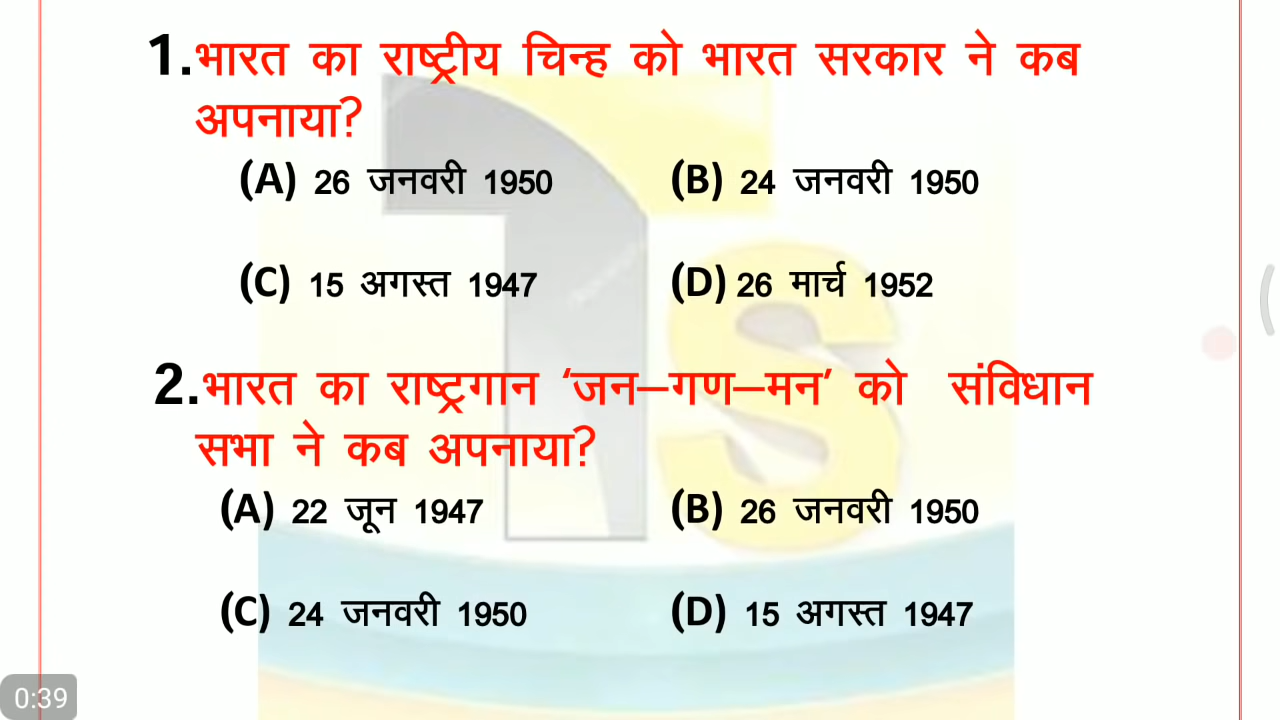 1.भारत का राष्ट्रीय चिन्ह को भारत सरकार ने कब
अपनाया?
(A) 26 जनवरी 1950 (B) 24 जनवरी 1950
(C) 15 अगस्त 1947 (D) 26 मार्च 1952
2.भारत का राष्ट्रगान ‘जन–गण–मन’ को संविधान
सभा ने कब अपनाया?
(A) 22 जून 1947 (B) 26 जनवरी 1950
(C) 24 जनवरी 1950 (D) 15 अगस्त 1947
0:39